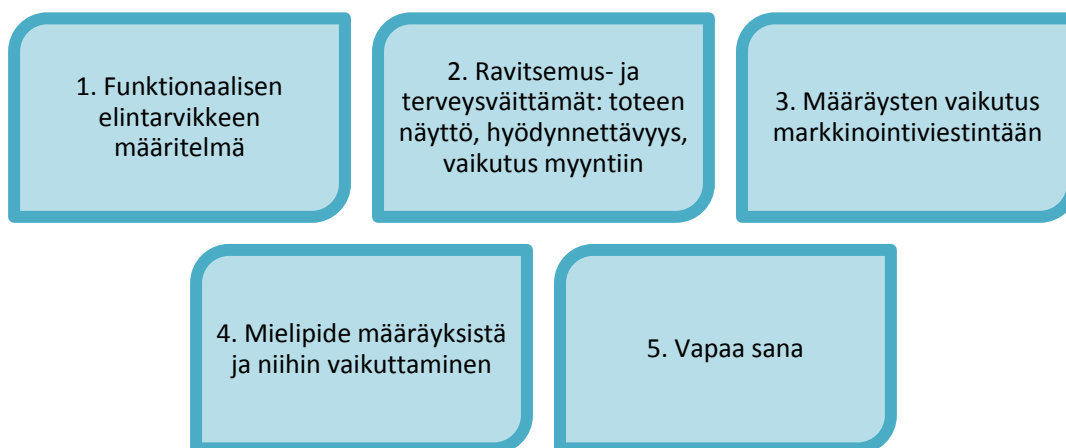 1. Funktionaalisen
elintarvikkeen
määritelmä
2. Ravitsemus- ja
terveysväittämät: toteen
näyttö, hyödynnettävyys,
vaikutus myyntiin
3. Määräysten vaikutus
markkinointiviestintään
4. Mielipide määräyksistä
ja niihin vaikuttaminen
5. Vapaa sana